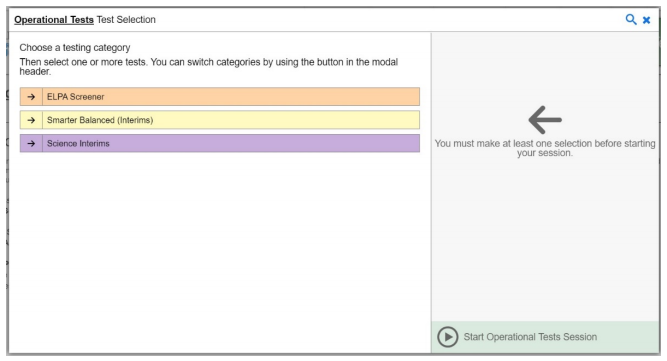 Operational Tests Test Selection
Choose a testing category
Then select one or more tests. You can switch categories by using the button in the modal
header.
ELPA Screener
Smarter Balanced (Interims)
Science Interims
You must make at least one selection before starting
your session.
Start Operational Tests Session